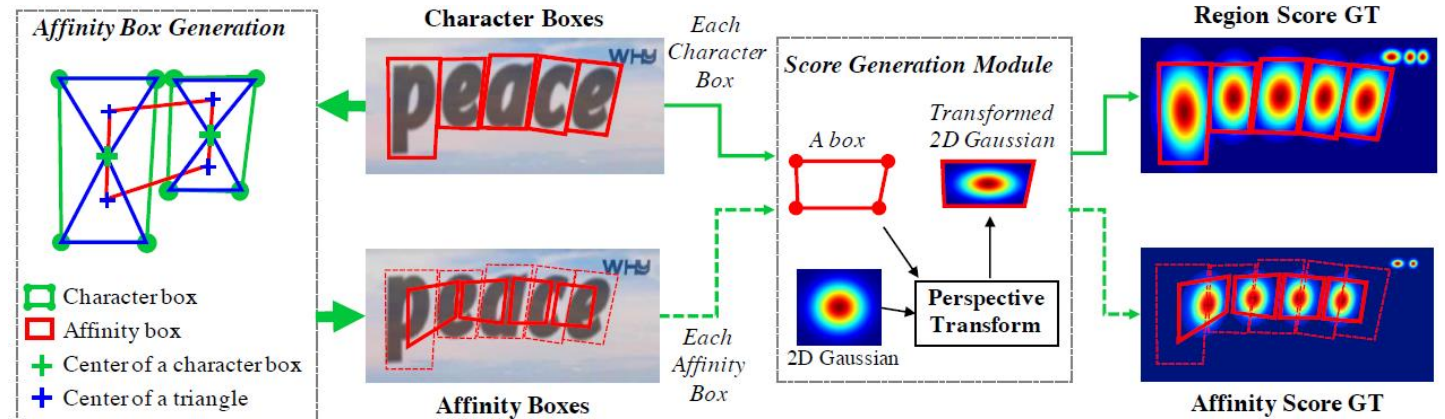 Affinity Box Generation
Character box
Affinity box
Center of a character box
Center of a triangle
Character Boxes
WHY
peace
WHY
peace
Affinity Boxes
Each
Character
Box
Each
Affinity
Box
Score Generation Module
A box
Transformed
2D Gaussian
2D Gaussian
Perspective
Transform
Region Score GT
Affinity Score GT